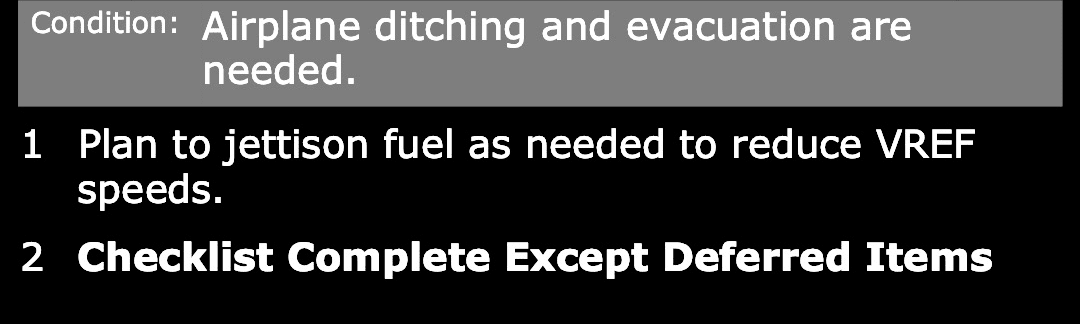 Condition: Airplane ditching and evacuation are
needed.
1 Plan to jettison fuel as needed to reduce VREF
speeds.
2 Checklist Complete Except Deferred Items